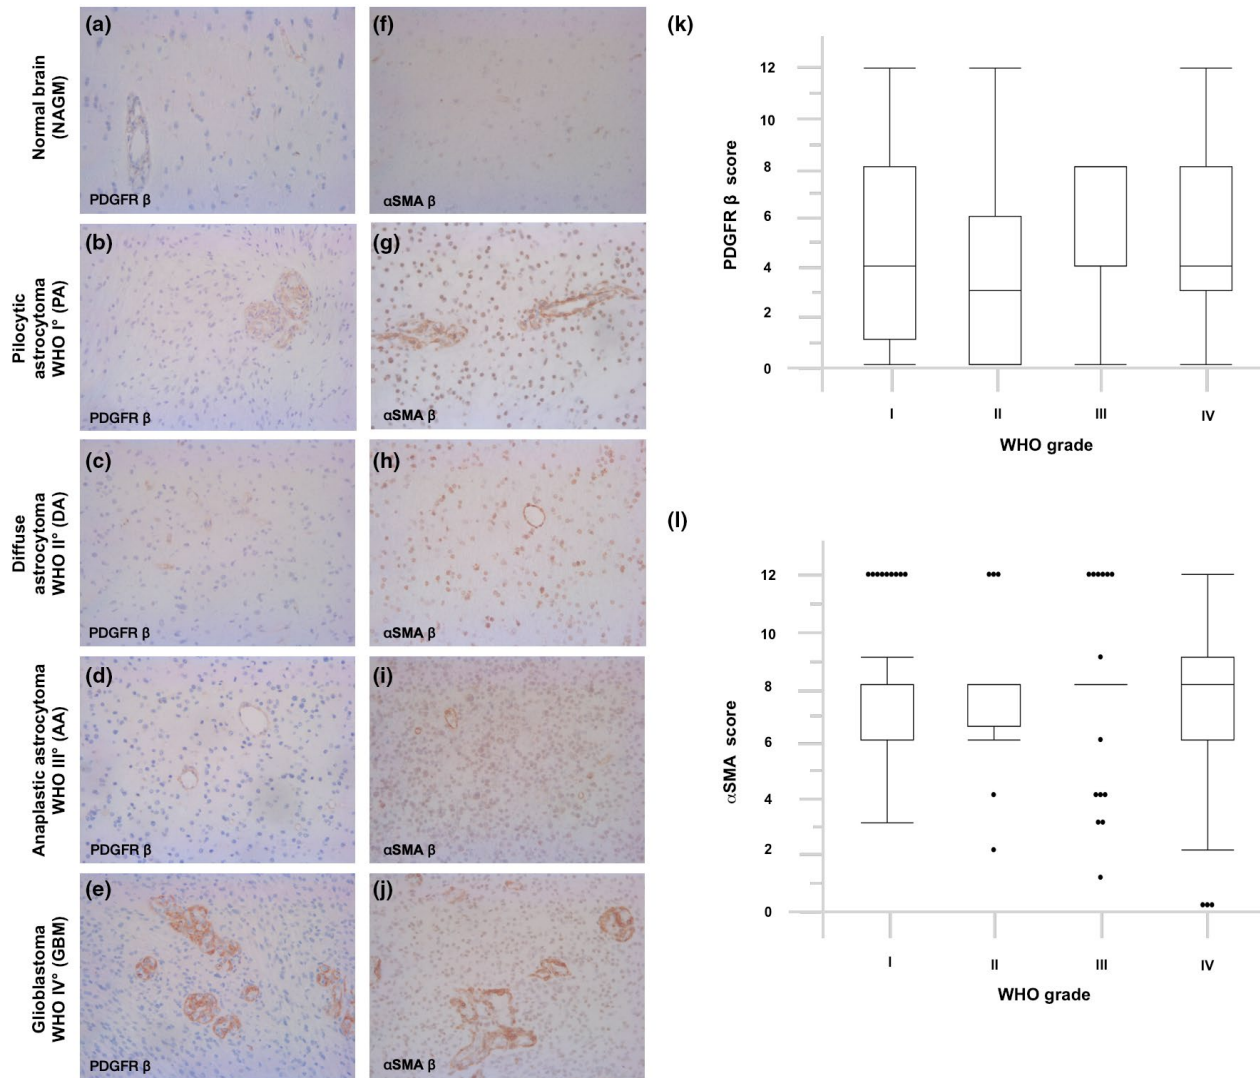 (a)
(f)
Normal brain
(NAGM)
PDGFR β
αSMA β
(b)
(g)
Pilocytic
astrocytoma
WHO I° (PA)
PDGFR β
αSMA β
(c)
(h)
Diffuse
astrocytoma
WHO II° (DA)
PDGFR β
αSMA β
(d)
(i)
Anaplastic astrocytoma
WHO III° (AA)
PDGFR β
αSMA β
(e)
(j)
Glioblastoma
WHO IV° (GBM)
PDGFR β
αSMA β
(k)
PDGFR β score
12
10
8
6
4
2
0
I II III IV
WHO grade
(l)
αSMA score
12
10
8
6
4
2
0
I II III IV
WHO grade